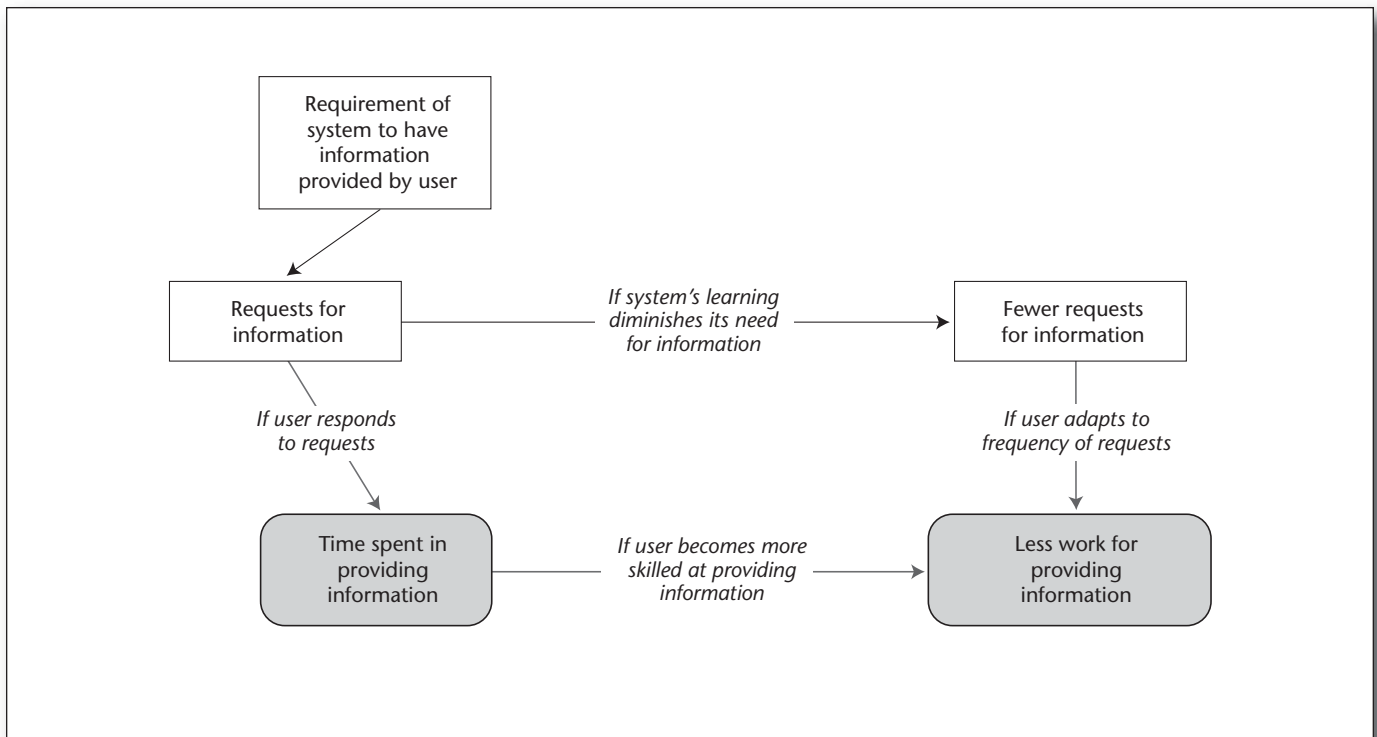 Requirement of
system to have
information
provided by user
Requests for
information
If system’s learning
diminishes its need
for information
Fewer requests
for information
If user responds
to requests
If user adapts to
frequency of requests
Time spent in
providing
information
If user becomes more
skilled at providing
information
Less work for
providing
information